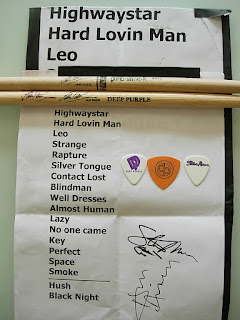 Highwaystar
Hard Lovin Man
Leo
DEEP PURPLE
Highwaystar
Hard Lovin Man
Leo
Strange
Rapture
Silver Tongue
Contact Lost
Blindman
Well Dresses
Almost Human
Lazy
No one came
Key
Perfect
Space
Smoke
Hush
Black Night